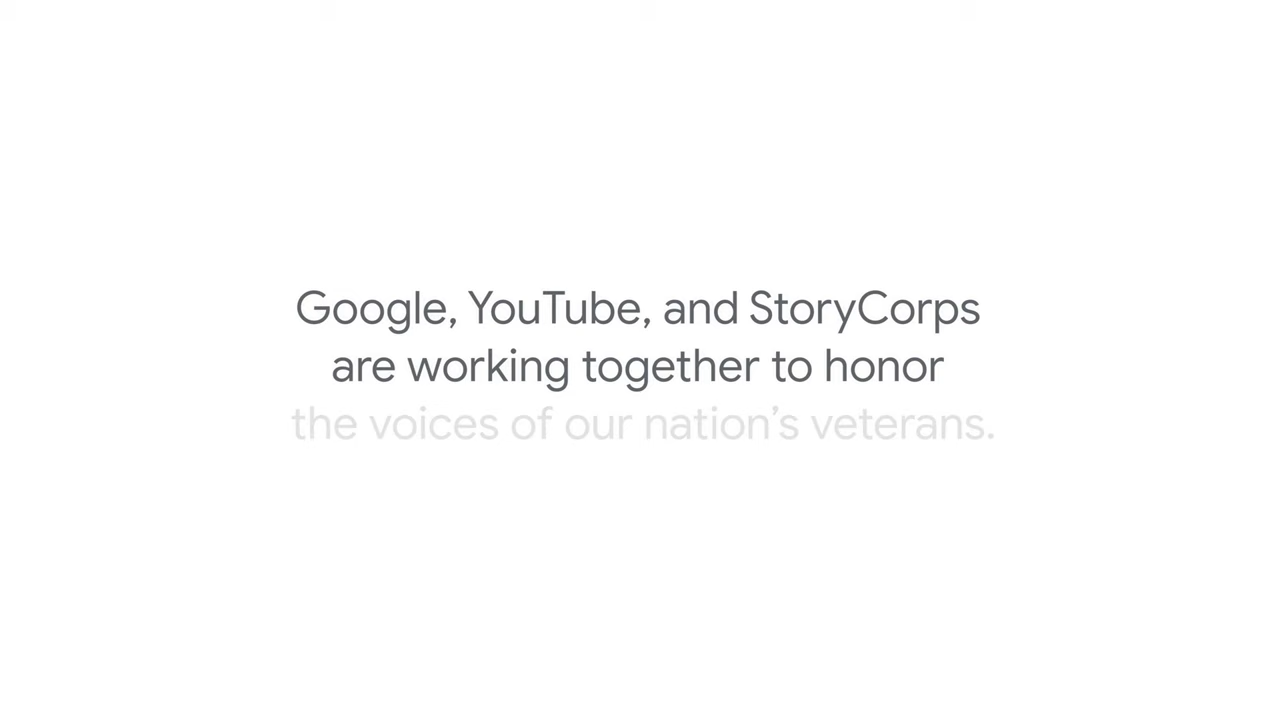 Google, YouTube, and StoryCorps
are working together to honor
the voices of our nation’s veterans.